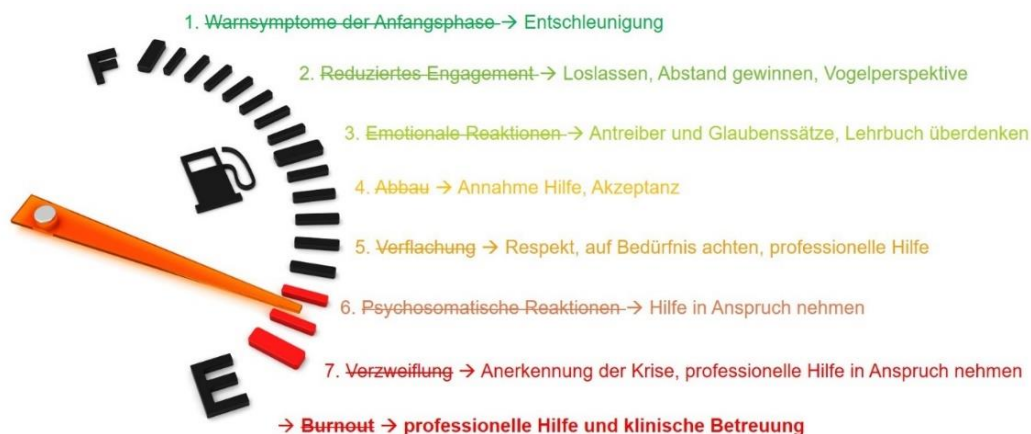 1. Warnsymptome der Anfangsphase → Entschleunigung
F
2. Reduziertes Engagement → Loslassen, Abstand gewinnen, Vogelperspektive
3. Emotionale Reaktionen → Antreiber und Glaubenssätze, Lehrbuch überdenken
4. Abbau → Annahme Hilfe, Akzeptanz
5. Verflachung → Respekt, auf Bedürfnis achten, professionelle Hilfe
6. Psychosomatische Reaktionen → Hilfe in Anspruch nehmen
7. Verzweiflung → Anerkennung der Krise, professionelle Hilfe in Anspruch nehmen
E
→ Burnout → professionelle Hilfe und klinische Betreuung